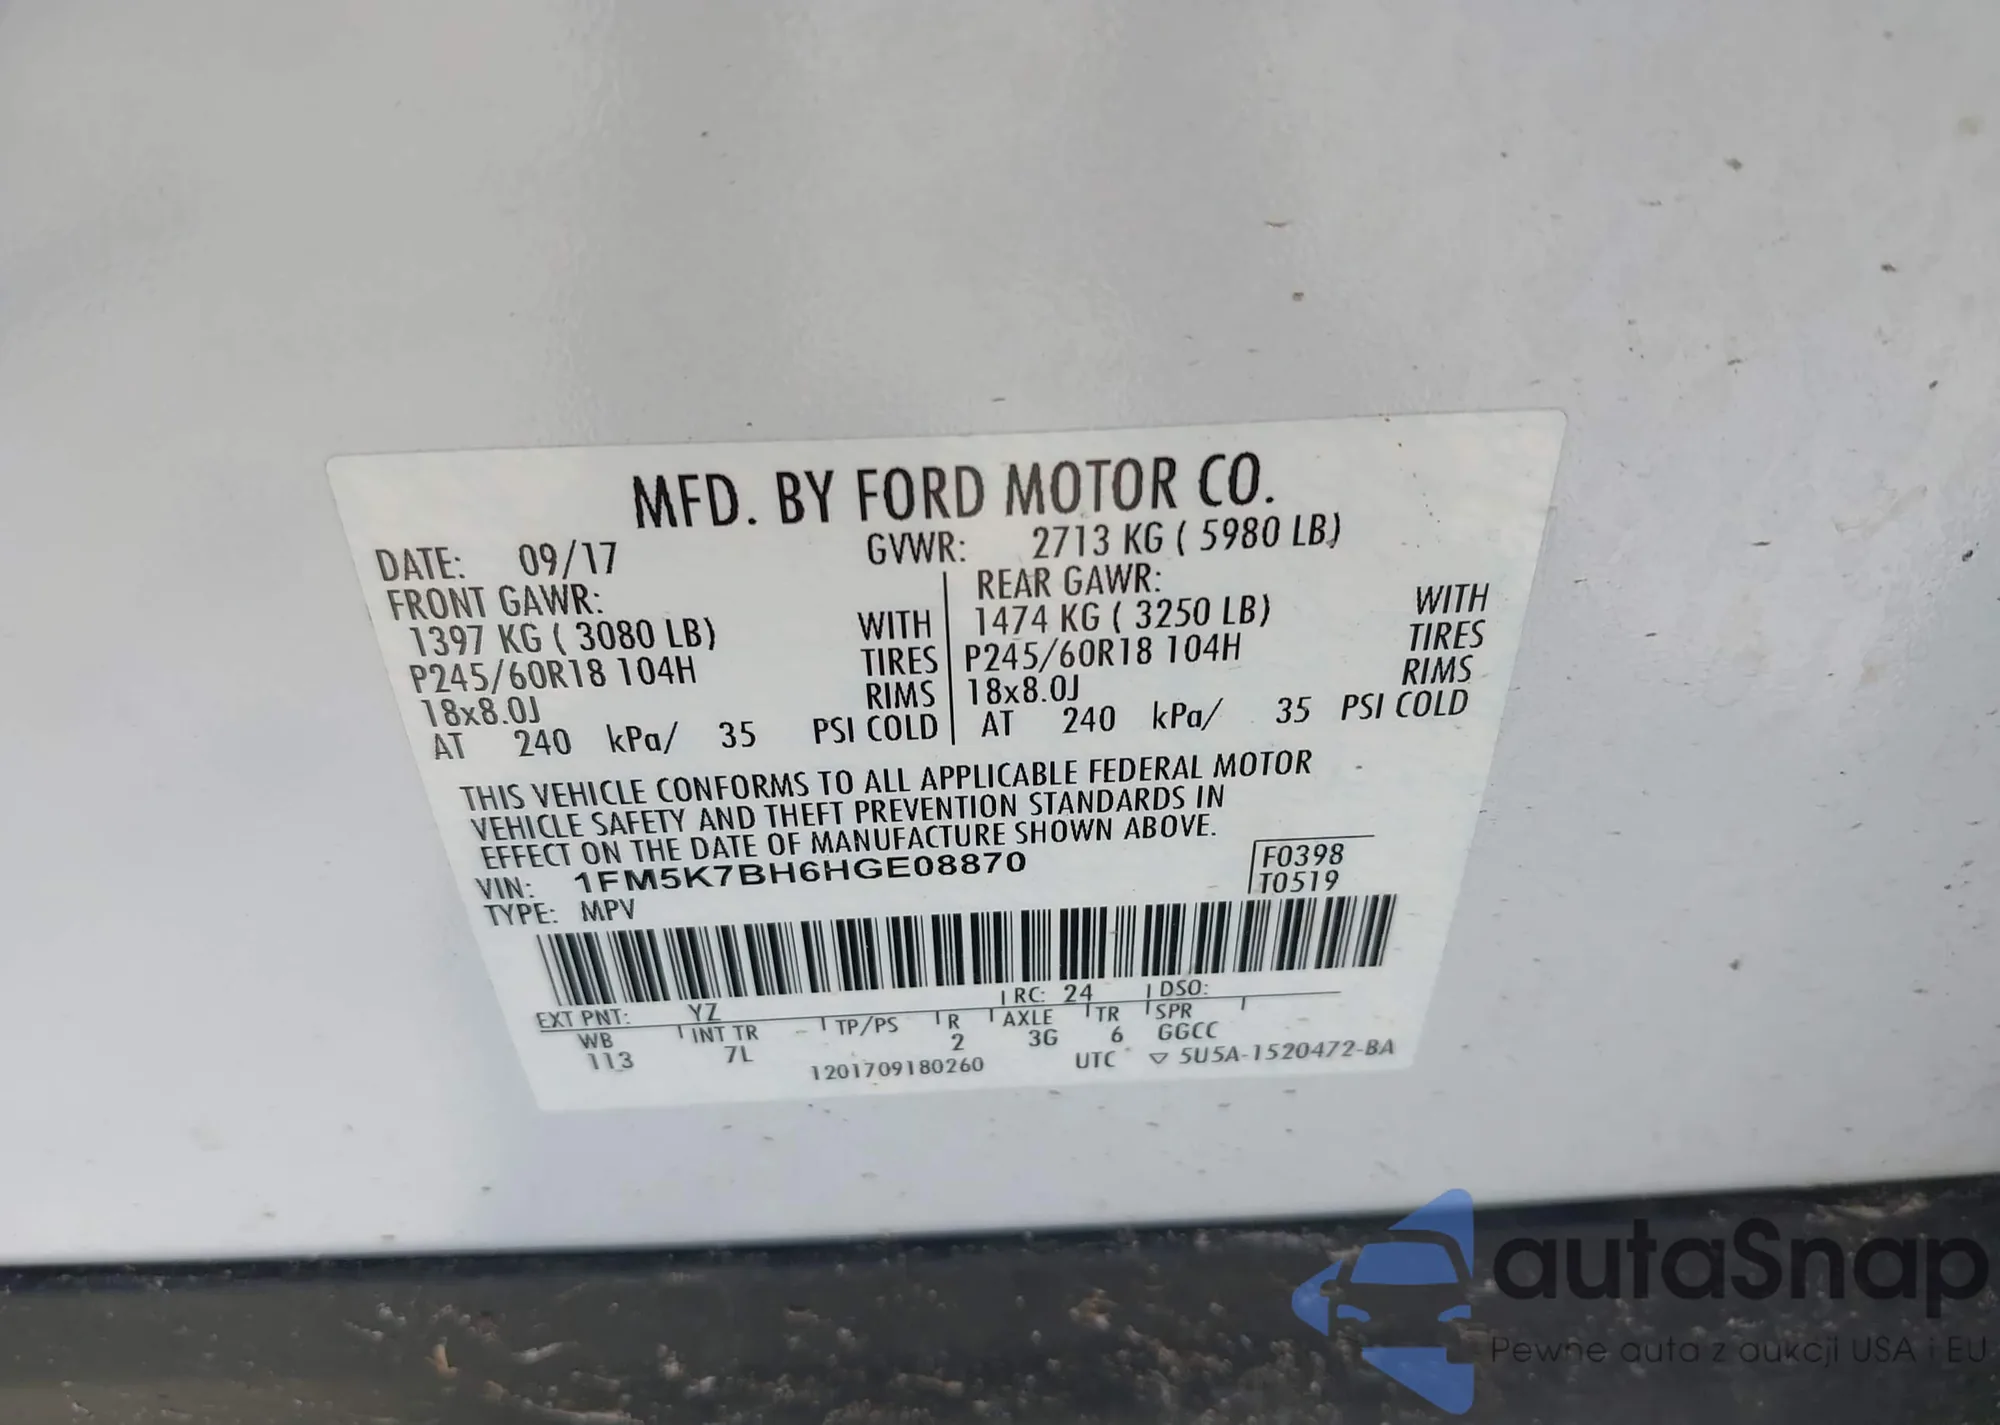 MFD. BY FORD MOTOR CO.
DATE: 09/17 GVWR: 2713 KG ( 5980 LB)
FRONT GAWR: REAR GAWR:
1397 KG ( 3080 LB) WITH 1474 KG ( 3250 LB) WITH
P245/60R18 104H TIRES P245/60R18 104H TIRES
18x8.0J RIMS 18x8.0J RIMS
AT 240 kPa/ 35 PSI COLD AT 240 kPa/ 35 PSI COLD
THIS VEHICLE CONFORMS TO ALL APPLICABLE FEDERAL MOTOR
VEHICLE SAFETY AND THEFT PREVENTION STANDARDS IN
EFFECT ON THE DATE OF MANUFACTURE SHOWN ABOVE.
VIN: 1FM5K7BH6HGE08870 F0398
TYPE: MPV T0519
EXT PNT: YZ RC: 24 DSO:
WB INT TR TP/PS R AXLE TR SPR
113 7L 2 3G 6 GGCC
1201709180260 UTC ▽ 5U5A-1520472-BA
autaSnap
Pewne auta z aukcji USA i EU